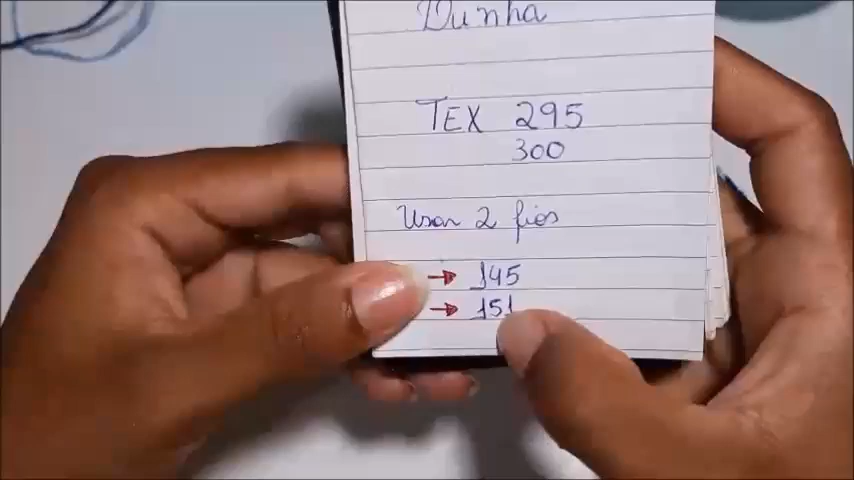 Dunha
TEX 295
300
Usar 2 fios
→ 145
→ 151